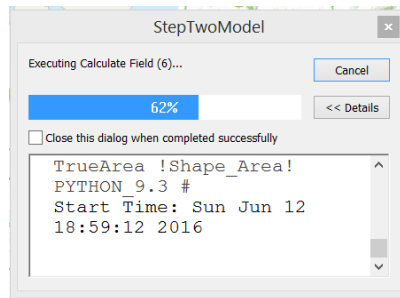 StepTwoModel
Executing Calculate Field (6)...
Cancel
62%
<< Details
Close this dialog when completed successfully
TrueArea !Shape_Area!
PYTHON_9.3 #
Start Time: Sun Jun 12
18:59:12 2016